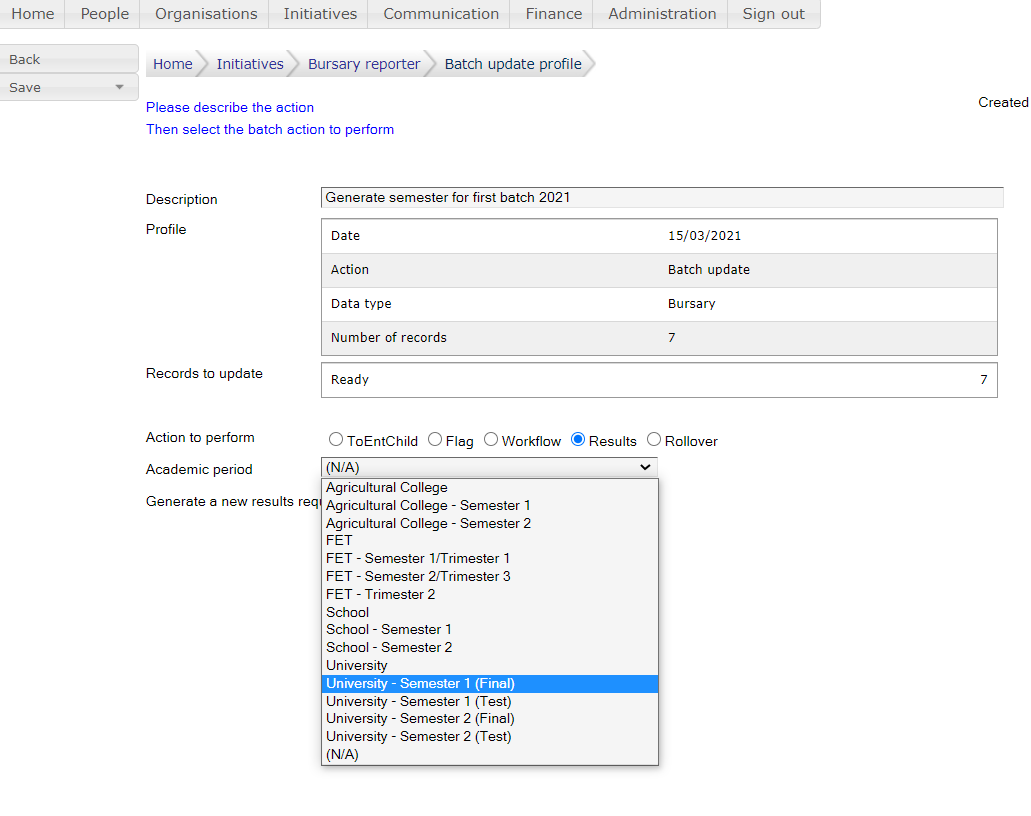 Home People Organisations Initiatives Communication Finance Administration Sign out
Back
Save
Home Initiatives Bursary reporter Batch update profile
Created
Please describe the action
Then select the batch action to perform
Description Generate semester for first batch 2021
Profile
Date 15/03/2021
Action Batch update
Data type Bursary
Number of records 7
Records to update Ready 7
Action to perform ToEntChild Flag Workflow Results Rollover
Academic period (N/A)
Generate a new results requ
Agricultural College
Agricultural College - Semester 1
Agricultural College - Semester 2
FET
FET - Semester 1/Trimester 1
FET - Semester 2/Trimester 3
FET - Trimester 2
School
School - Semester 1
School - Semester 2
University
University - Semester 1 (Final)
University - Semester 1 (Test)
University - Semester 2 (Final)
University - Semester 2 (Test)
(N/A)